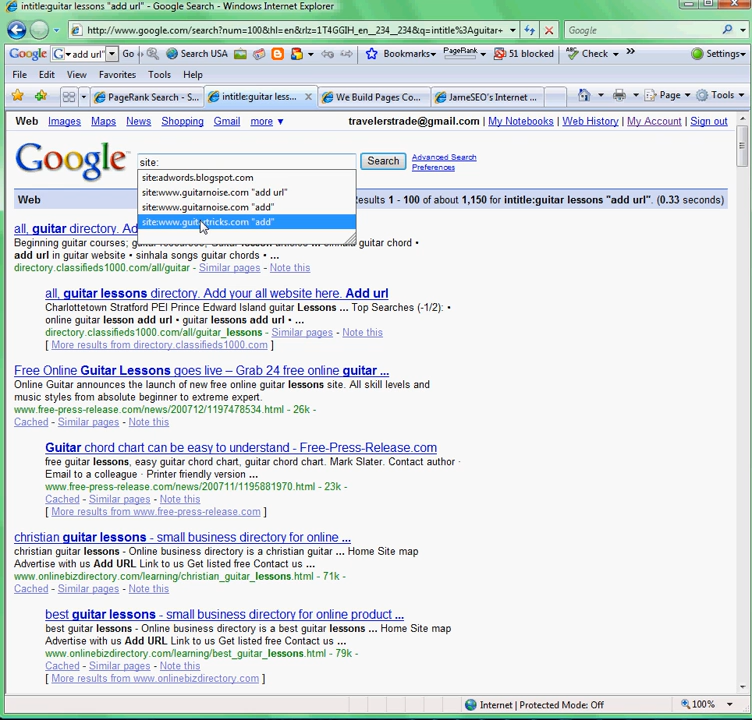 intitle:guitar lessons "add url" - Google Search - Windows Internet Explorer
http://www.google.com/search?num=100&hl=en&rlz=1T4GGIH_en__234__234&q=intitle%3Aguitar+
Google
Google G add url" Go Search USA Bookmarks PageRank 51 blocked Check » Settings
File Edit View Favorites Tools Help
PageRank Search - S... intitle:guitar less... We Build Pages Co... JameSEO's Internet ... Page Tools
Web Images Maps News Shopping Gmail more ▼ travelerstrade@gmail.com | My Notebooks | Web History | My Account | Sign out
Google site: Search Advanced Search
Preferences
site:adwords.blogspot.com
site:www.guitarnoise.com "add url"
Web Results 1 - 100 of about 1,150 for intitle:guitar lessons "add url". (0.33 seconds)
site:www.guitarnoise.com "add"
site:www.guitartricks.com "add"
all, guitar directory. Ad
Beginning guitar courses; guitar chord •
add url in guitar website • sinhala songs guitar chords • ...
directory.classifieds1000.com/all/guitar - Similar pages - Note this
all, guitar lessons directory. Add your all website here. Add url
Charlottetown Stratford PEI Prince Edward Island guitar Lessons ... Top Searches (-1/2): •
online guitar lesson add url • guitar lessons add url • ...
directory.classifieds1000.com/all/guitar_lessons - Similar pages - Note this
[ More results from directory.classifieds1000.com ]
Free Online Guitar Lessons goes live – Grab 24 free online guitar ...
Online Guitar announces the launch of new free online guitar lessons site. All skill levels and
music styles from absolute beginner to extreme expert.
www.free-press-release.com/news/200712/1197478534.html - 26k -
Cached - Similar pages - Note this
Guitar chord chart can be easy to understand - Free-Press-Release.com
free guitar lessons, easy guitar chord chart, guitar chord chart. Mark Slater. Contact author ·
Email to a colleague · Printer friendly version ...
www.free-press-release.com/news/200711/1195881970.html - 23k -
Cached - Similar pages - Note this
[ More results from www.free-press-release.com ]
christian guitar lessons - small business directory for online ...
christian guitar lessons - Online business directory is a christian guitar ... Home Site map
Advertise with us Add URL Link to us Get listed free Contact us ...
www.onlinebizdirectory.com/learning/christian_guitar_lessons.html - 71k -
Cached - Similar pages - Note this
best guitar lessons - small business directory for online product ...
best guitar lessons - Online business directory is a best guitar lessons ... Home Site map
Advertise with us Add URL Link to us Get listed free Contact us ...
www.onlinebizdirectory.com/learning/best_guitar_lessons.html - 79k -
Cached - Similar pages - Note this
[ More results from www.onlinebizdirectory.com ]
Internet | Protected Mode: Off 100%